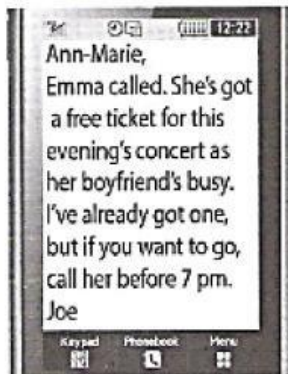 12:22
Ann-Marie,
Emma called. She's got
a free ticket for this
evening's concert as
her boyfriend's busy.
I've already got one,
but if you want to go,
call her before 7 pm.
Joe
Keypad Phonebook Menu